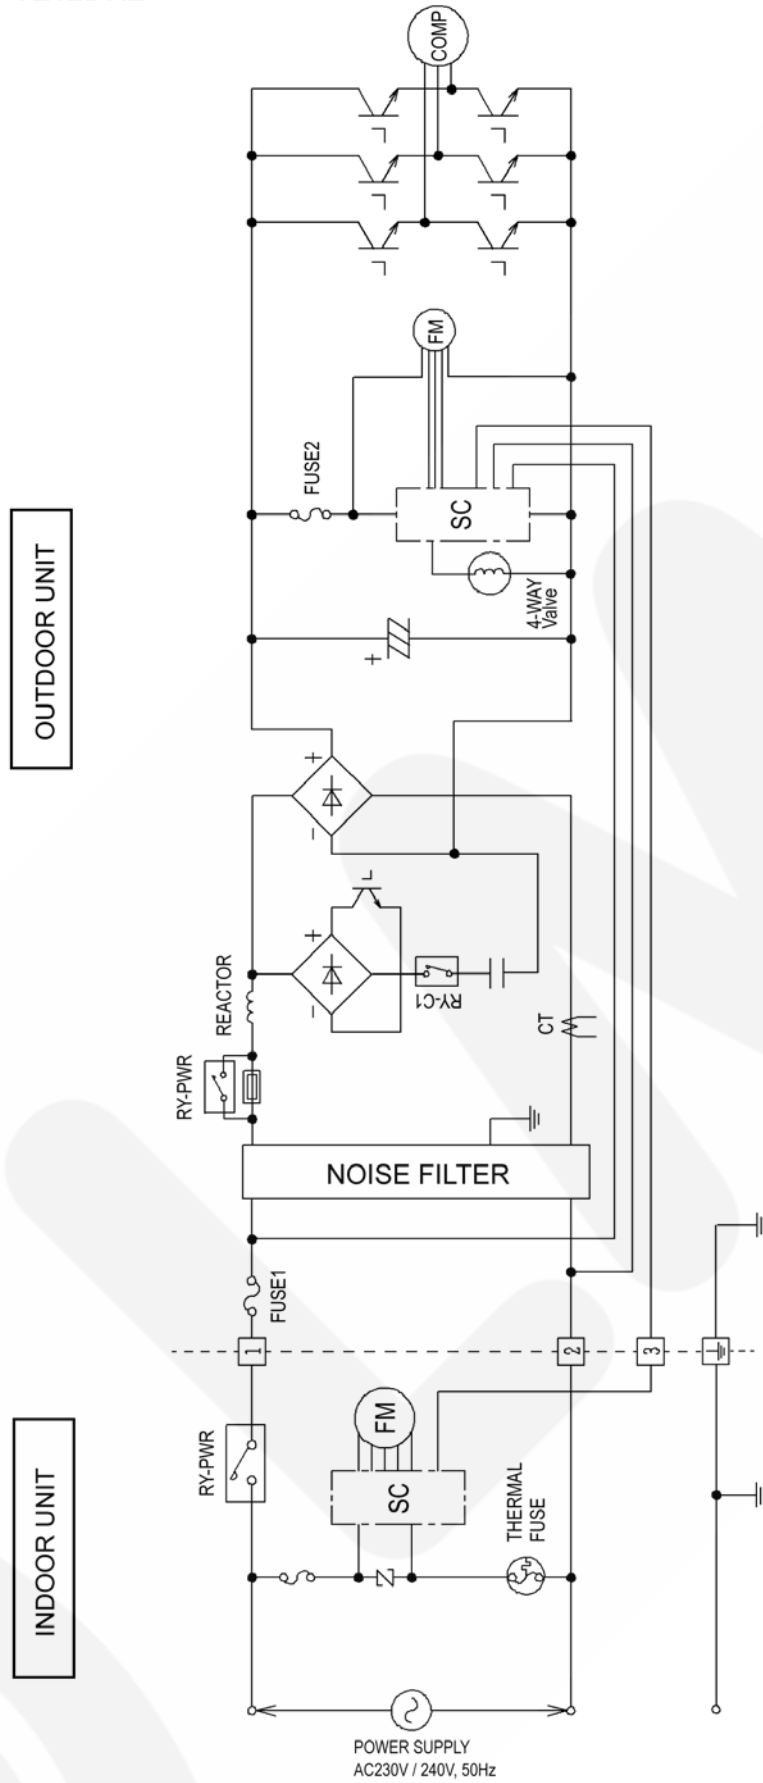 COMP
FM
FUSE2
SC
4-WAY
Valve
OUTDOOR UNIT
+
+
-
+
-
REACTOR
RY-C1
RY-PWR
CT
NOISE FILTER
FUSE1
1
2
3
INDOOR UNIT
RY-PWR
FM
SC
THERMAL
FUSE
POWER SUPPLY
AC230V / 240V, 50Hz